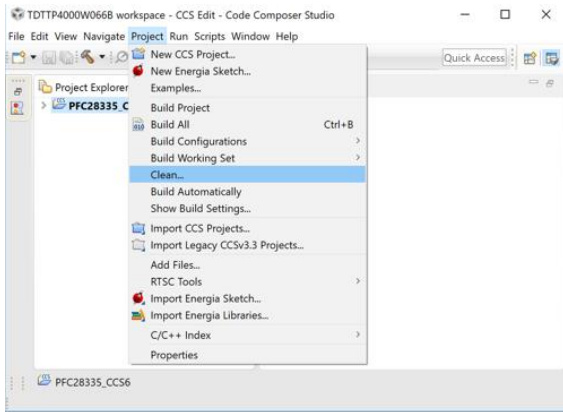 TDTTP4000W066B workspace - CCS Edit - Code Composer Studio
File Edit View Navigate Project Run Scripts Window Help
Quick Access
Project Explorer
PFC28335_C
New CCS Project...
New Energia Sketch...
Examples...
Build Project
Build All Ctrl+B
Build Configurations
Build Working Set
Clean...
Build Automatically
Show Build Settings...
Import CCS Projects...
Import Legacy CCSv3.3 Projects...
Add Files...
RTSC Tools
Import Energia Sketch...
Import Energia Libraries...
C/C++ Index
Properties
PFC28335_CCS6